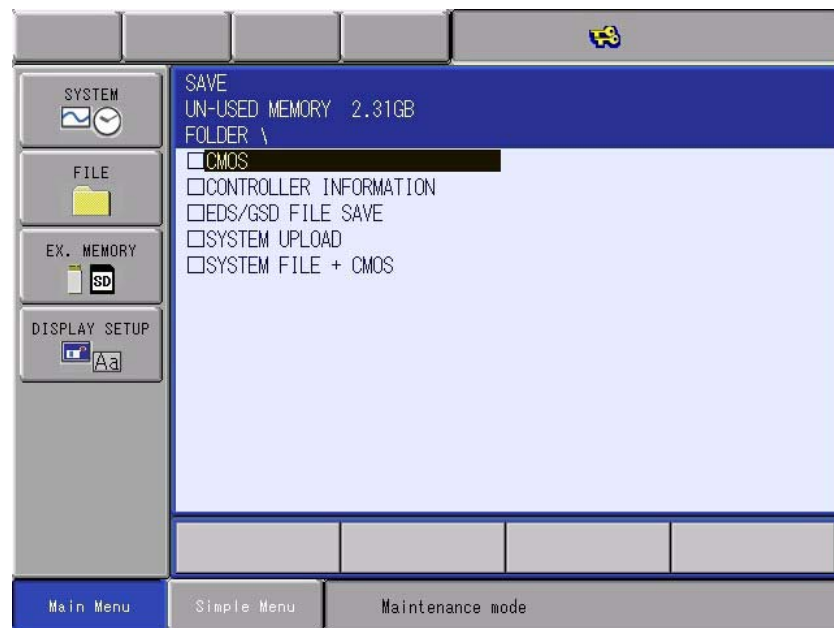 SYSTEM
FILE
EX. MEMORY
SD
DISPLAY SETUP
Aa
SAVE
UN-USED MEMORY 2.31GB
FOLDER \
CMOS
CONTROLLER INFORMATION
EDS/GSD FILE SAVE
SYSTEM UPLOAD
SYSTEM FILE + CMOS
Main Menu
Simple Menu
Maintenance mode